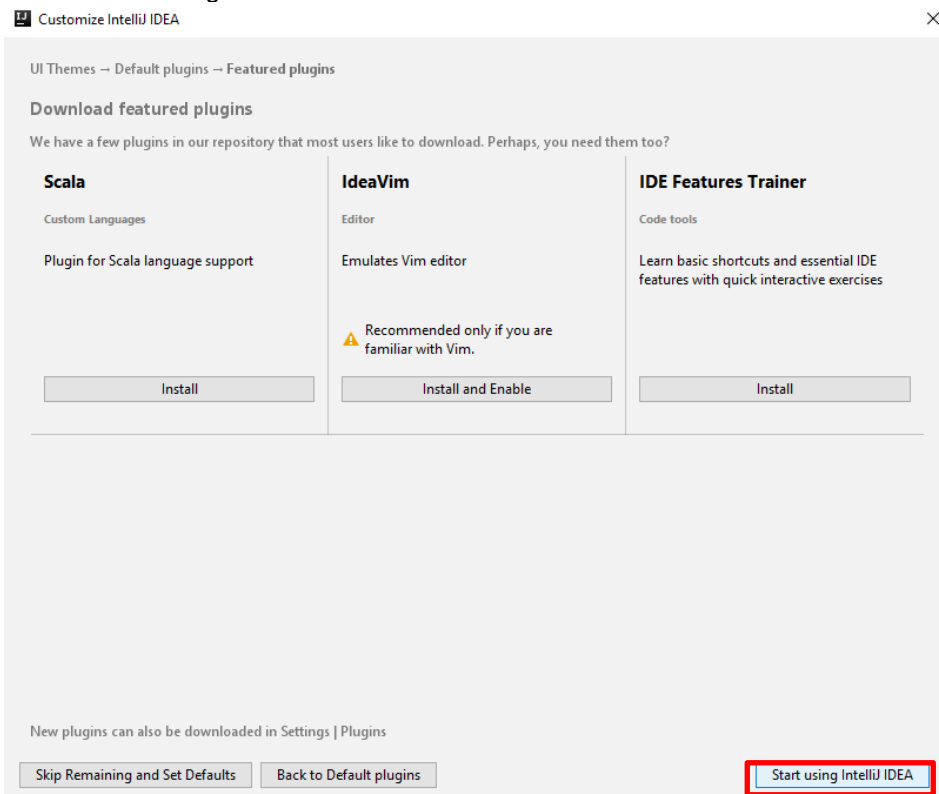 Customize IntelliJ IDEA
UI Themes → Default plugins → Featured plugins
Download featured plugins
We have a few plugins in our repository that most users like to download. Perhaps, you need them too?
Scala
Custom Languages
Plugin for Scala language support
Install
IdeaVim
Editor
Emulates Vim editor
Recommended only if you are
familiar with Vim.
Install and Enable
IDE Features Trainer
Code tools
Learn basic shortcuts and essential IDE
features with quick interactive exercises
Install
New plugins can also be downloaded in Settings | Plugins
Skip Remaining and Set Defaults
Back to Default plugins
Start using IntelliJ IDEA